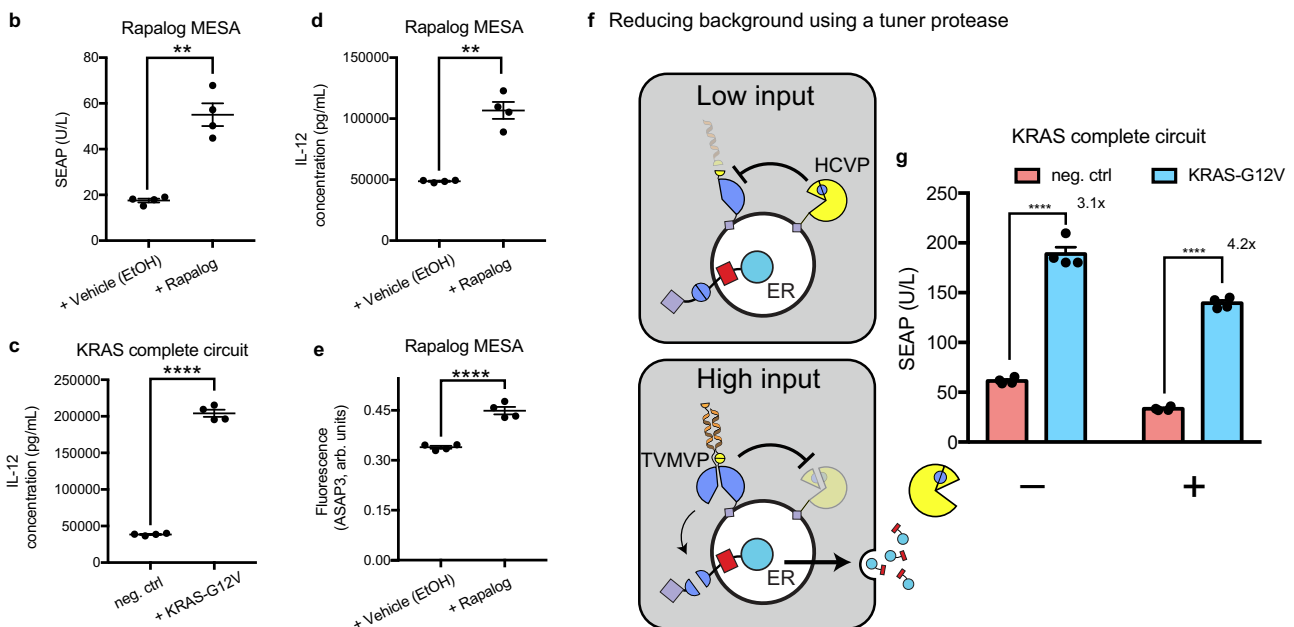 b
Rapalog MESA
**
SEAP (U/L)
80
60
40
20
0
+ Vehicle (EtOH)
+ Rapalog
d
Rapalog MESA
**
IL-12
concentration (pg/mL)
150000
100000
50000
0
+ Vehicle (EtOH)
+ Rapalog
c
KRAS complete circuit
****
IL-12
concentration (pg/mL)
250000
200000
150000
100000
50000
0
neg. ctrl
+ KRAS-G12V
e
Rapalog MESA
****
Fluorescence
(ASAP3, arb. units)
0.45
0.30
0.15
0.00
+ Vehicle (EtOH)
+ Rapalog
f Reducing background using a tuner protease
Low input
HCVP
ER
High input
TVMVP
ER
g
KRAS complete circuit
neg. ctrl
KRAS-G12V
SEAP (U/L)
250
200
150
100
50
0
**** 3.1x
**** 4.2x
− +